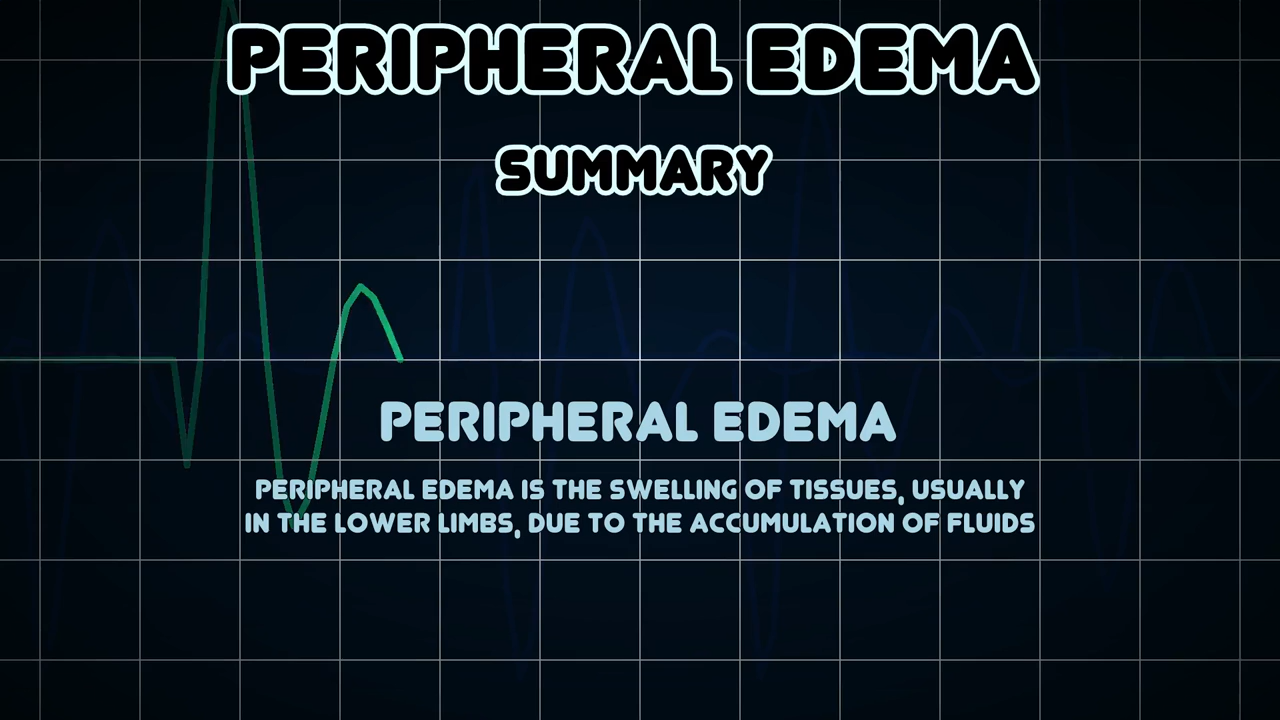 PERIPHERAL EDEMA
SUMMARY
PERIPHERAL EDEMA
PERIPHERAL EDEMA IS THE SWELLING OF TISSUES, USUALLY
IN THE LOWER LIMBS, DUE TO THE ACCUMULATION OF FLUIDS